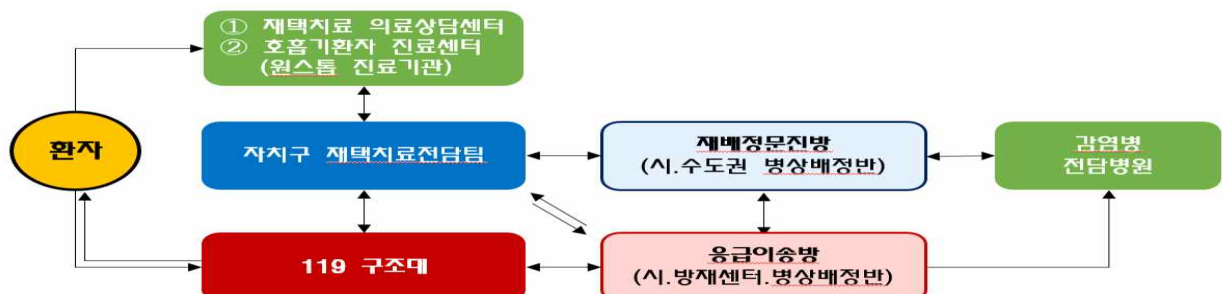 ① 재택치료 의료상담센터
② 호흡기환자 진료센터
(원스톱 진료기관)
환자
자치구 재택치료전담팀
재배정문진방
(시.수도권 병상배정반)
감염병
전담병원
119 구조대
응급이송방
(시.방재센터.병상배정반)